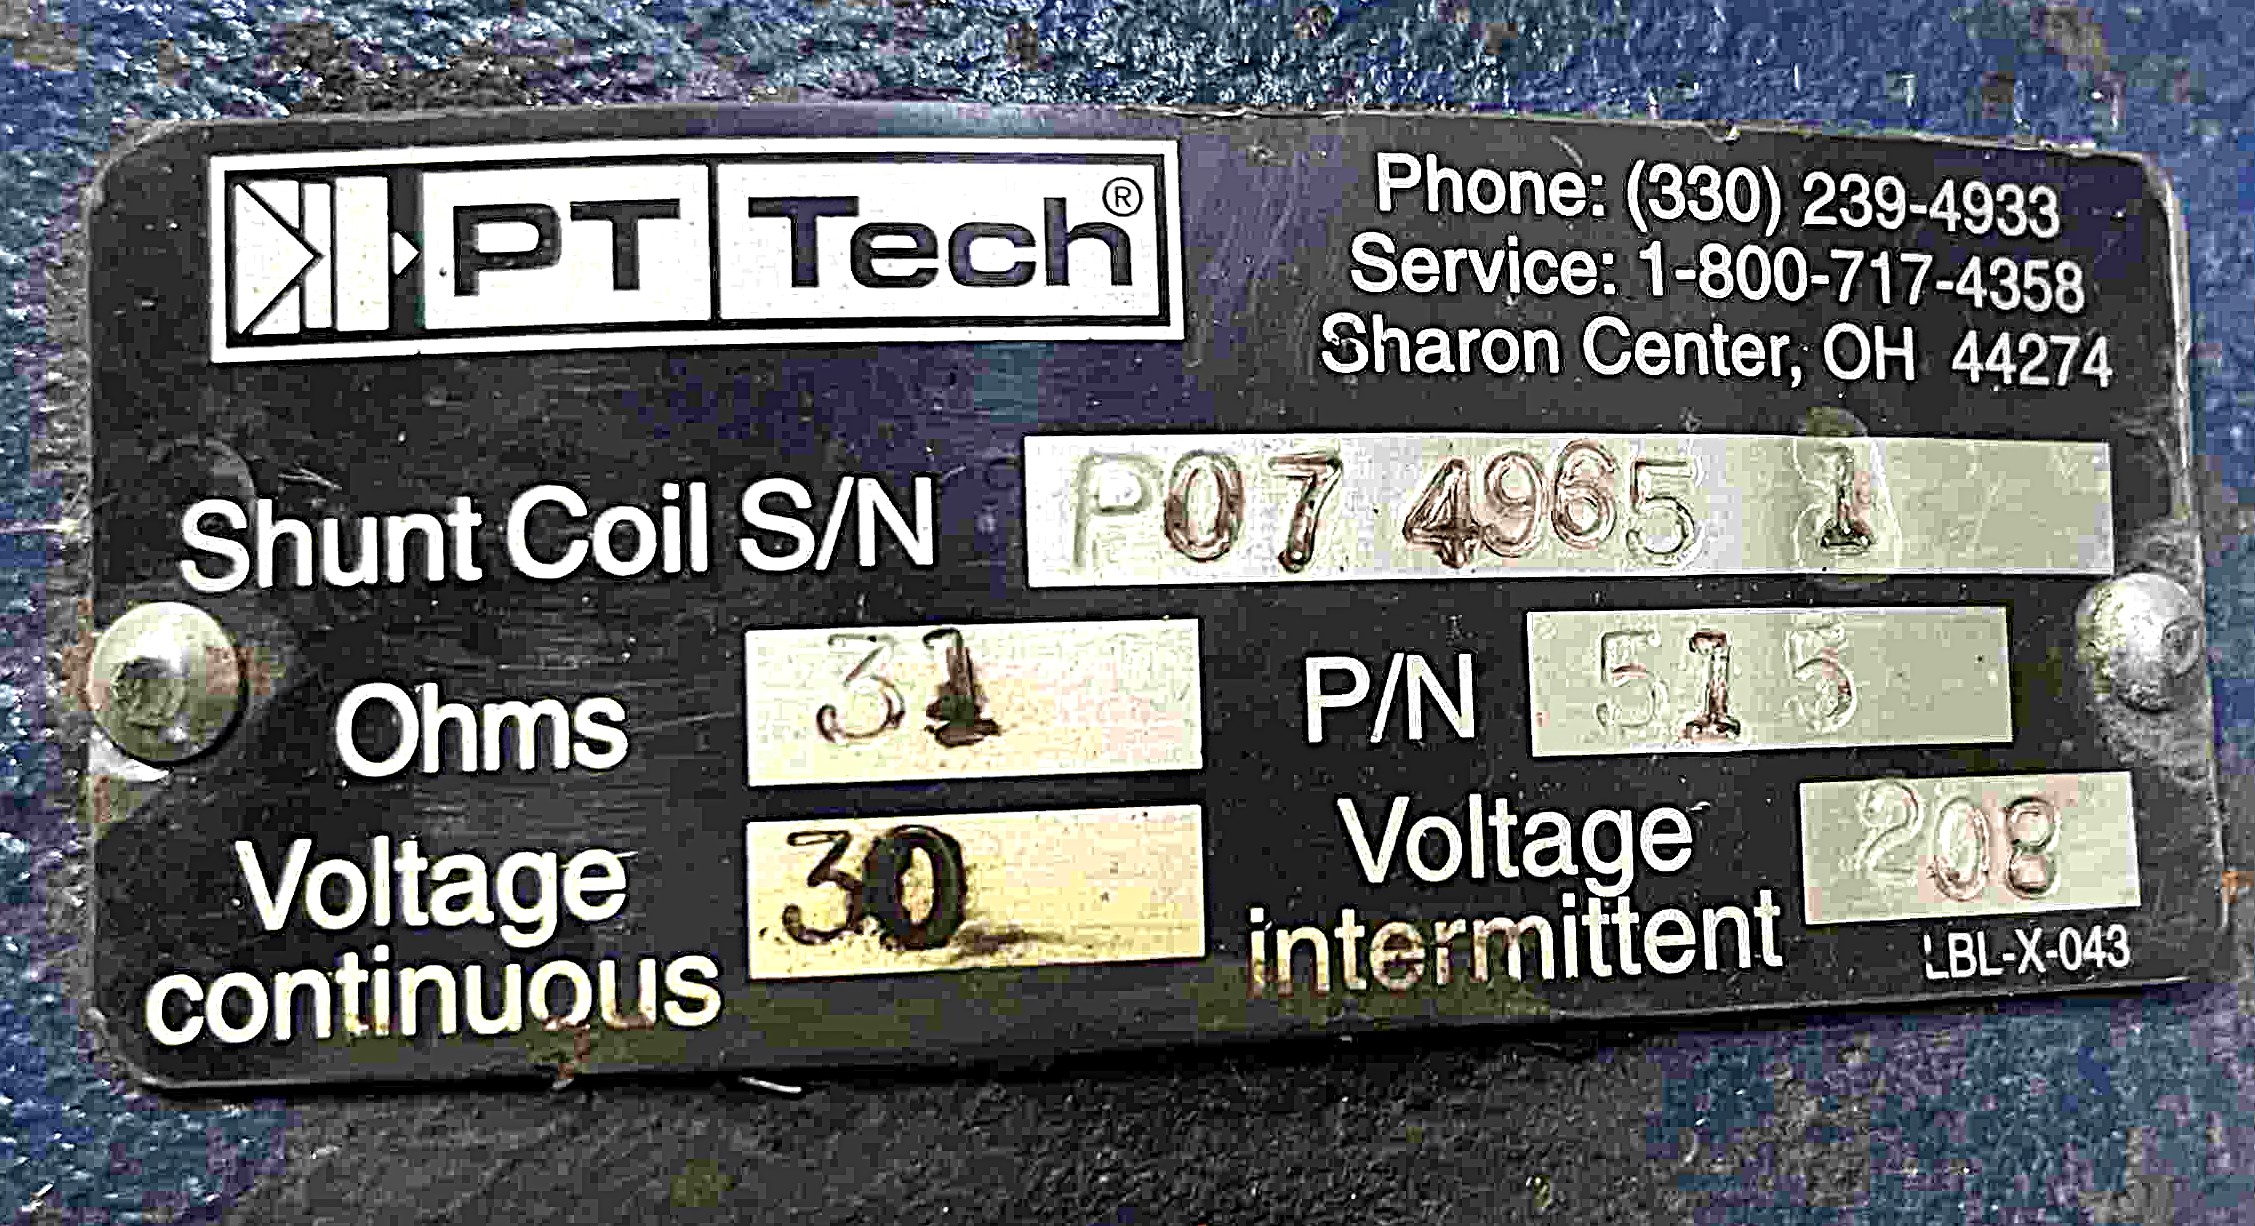 PT Tech®
Phone: (330) 239-4933
Service: 1-800-717-4358
Sharon Center, OH 44274
Shunt Coil S/N P07 4965 1
Ohms 31
P/N 515
Voltage continuous 30
Voltage intermittent 208
LBL-X-043